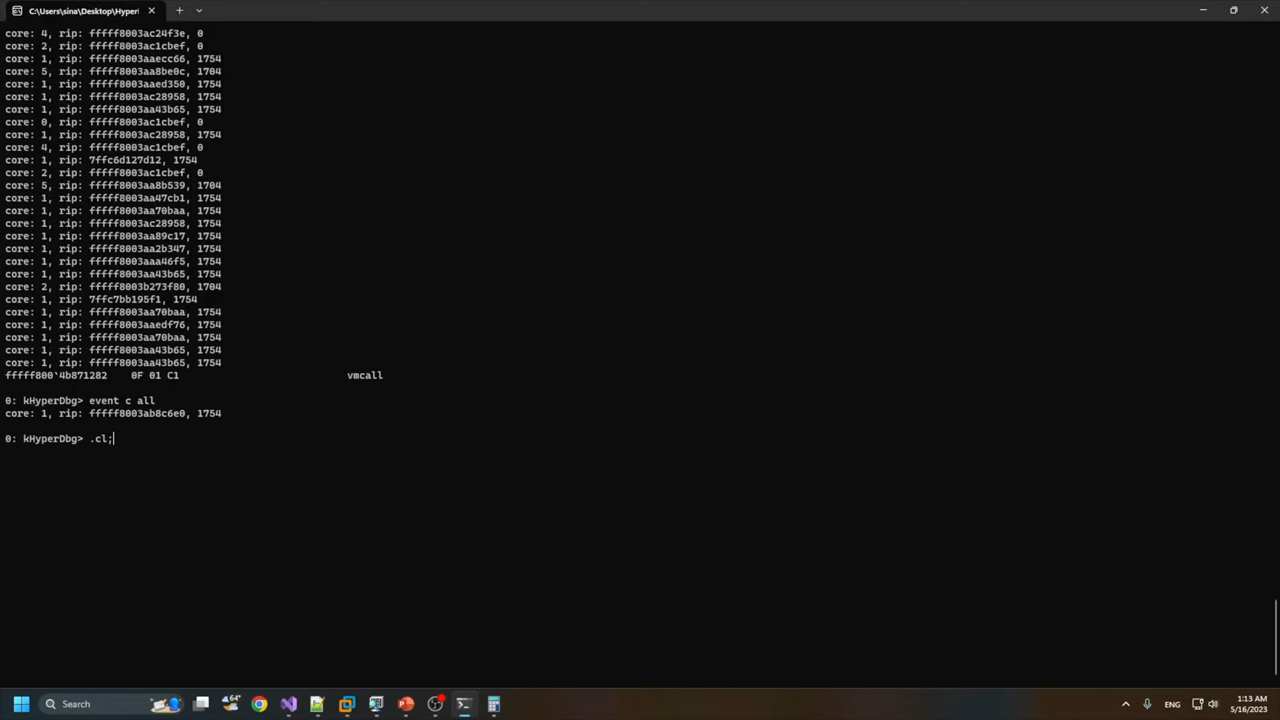 C:\Users\sina\Desktop\Hyper
core: 4, rip: fffff8003ac24f3e, 0
core: 2, rip: fffff8003ac1cbef, 0
core: 1, rip: fffff8003aaecc66, 1754
core: 5, rip: fffff8003aa8be0c, 1704
core: 1, rip: fffff8003aaed350, 1754
core: 1, rip: fffff8003ac28958, 1754
core: 1, rip: fffff8003aa43b65, 1754
core: 0, rip: fffff8003ac1cbef, 0
core: 1, rip: fffff8003ac28958, 1754
core: 4, rip: fffff8003ac1cbef, 0
core: 1, rip: 7ffc6d127d12, 1754
core: 2, rip: fffff8003ac1cbef, 0
core: 5, rip: fffff8003aa8b539, 1704
core: 1, rip: fffff8003aa47cb1, 1754
core: 1, rip: fffff8003aa70baa, 1754
core: 1, rip: fffff8003ac28958, 1754
core: 1, rip: fffff8003aa89c17, 1754
core: 1, rip: fffff8003aa2b347, 1754
core: 1, rip: fffff8003aaa46f5, 1754
core: 1, rip: fffff8003aa43b65, 1754
core: 2, rip: fffff8003b273f80, 1704
core: 1, rip: 7ffc7bb195f1, 1754
core: 1, rip: fffff8003aa70baa, 1754
core: 1, rip: fffff8003aaedf76, 1754
core: 1, rip: fffff8003aa70baa, 1754
core: 1, rip: fffff8003aa43b65, 1754
core: 1, rip: fffff8003aa43b65, 1754
fffff800`4b871282 0F 01 C1 vmcall
0: kHyperDbg> event c all
core: 1, rip: fffff8003ab8c6e0, 1754
0: kHyperDbg> .cl;
Search
64°
ENG
1:13 AM
5/16/2023